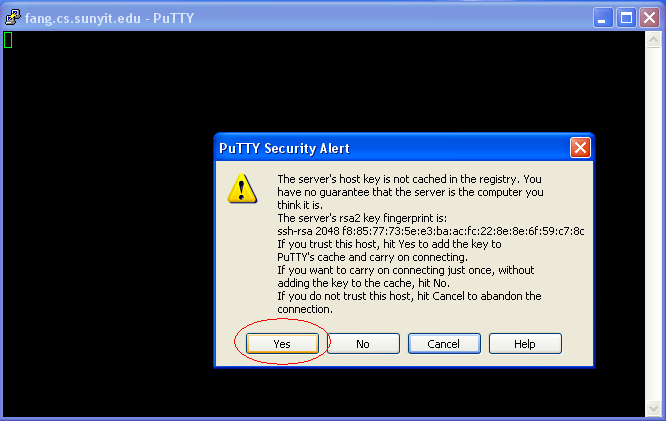 fang.cs.sunyit.edu - PuTTY
PuTTY Security Alert
The server's host key is not cached in the registry. You
have no guarantee that the server is the computer you
think it is.
The server's rsa2 key fingerprint is:
ssh-rsa 2048 f8:85:77:73:5e:e3:ba:ac:fc:22:8e:8e:6f:59:c7:8c
If you trust this host, hit Yes to add the key to
PuTTY's cache and carry on connecting.
If you want to carry on connecting just once, without
adding the key to the cache, hit No.
If you do not trust this host, hit Cancel to abandon the
connection.
Yes No Cancel Help